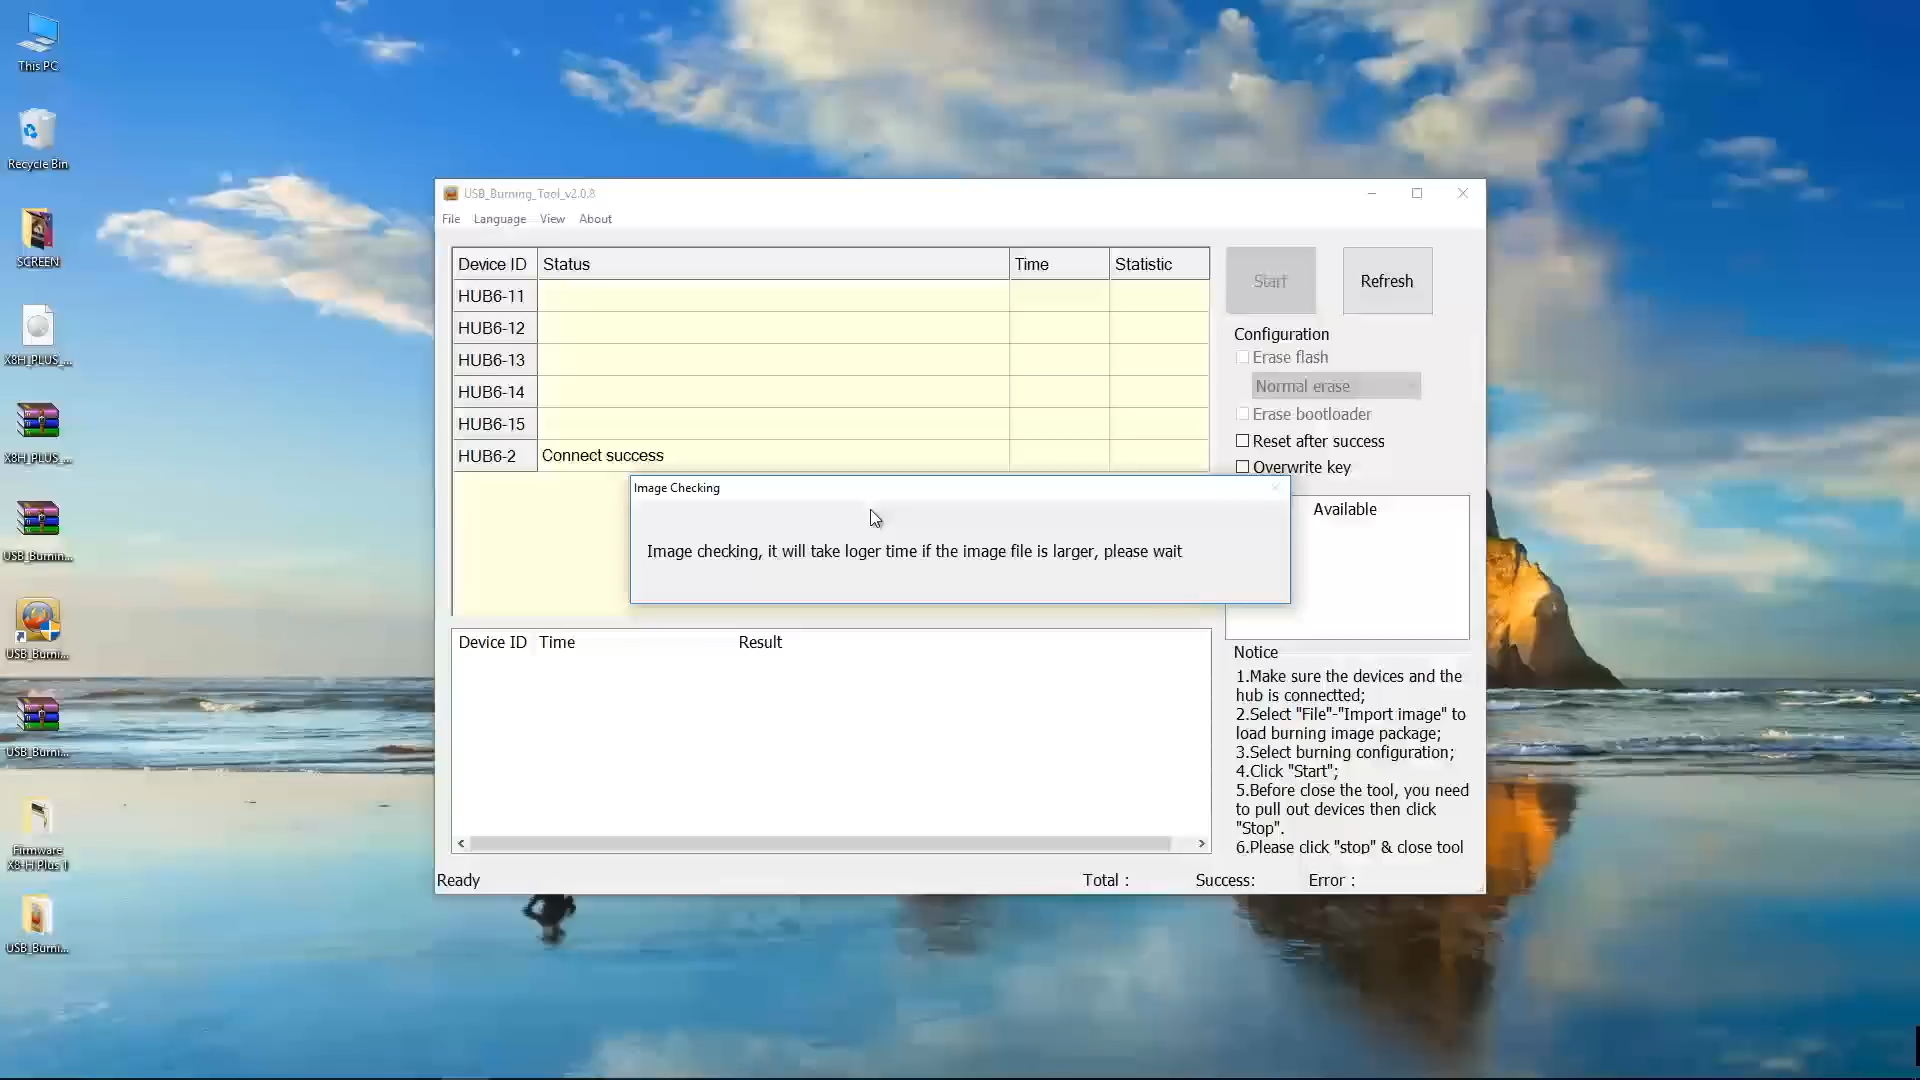 This PC
Recycle Bin
SCREEN
X8H_PLUS_...
X8H_PLUS_...
USB_Burnin...
USB_Burni...
USB_Burni...
Firmware
X8-H Plus 1
USB_Burni...
USB_Burning_Tool_v2.0.8
File Language View About
Device ID Status Time Statistic
HUB6-11
HUB6-12
HUB6-13
HUB6-14
HUB6-15
HUB6-2 Connect success
Image Checking
Image checking, it will take loger time if the image file is larger, please wait
Device ID Time Result
Start Refresh
Configuration
Erase flash
Normal erase
Erase bootloader
Reset after success
Overwrite key
Available
Notice
1.Make sure the devices and the
hub is connectted;
2.Select "File"-"Import image" to
load burning image package;
3.Select burning configuration;
4.Click "Start";
5.Before close the tool, you need
to pull out devices then click
"Stop".
6.Please click "stop" & close tool
Ready Total : Success: Error :